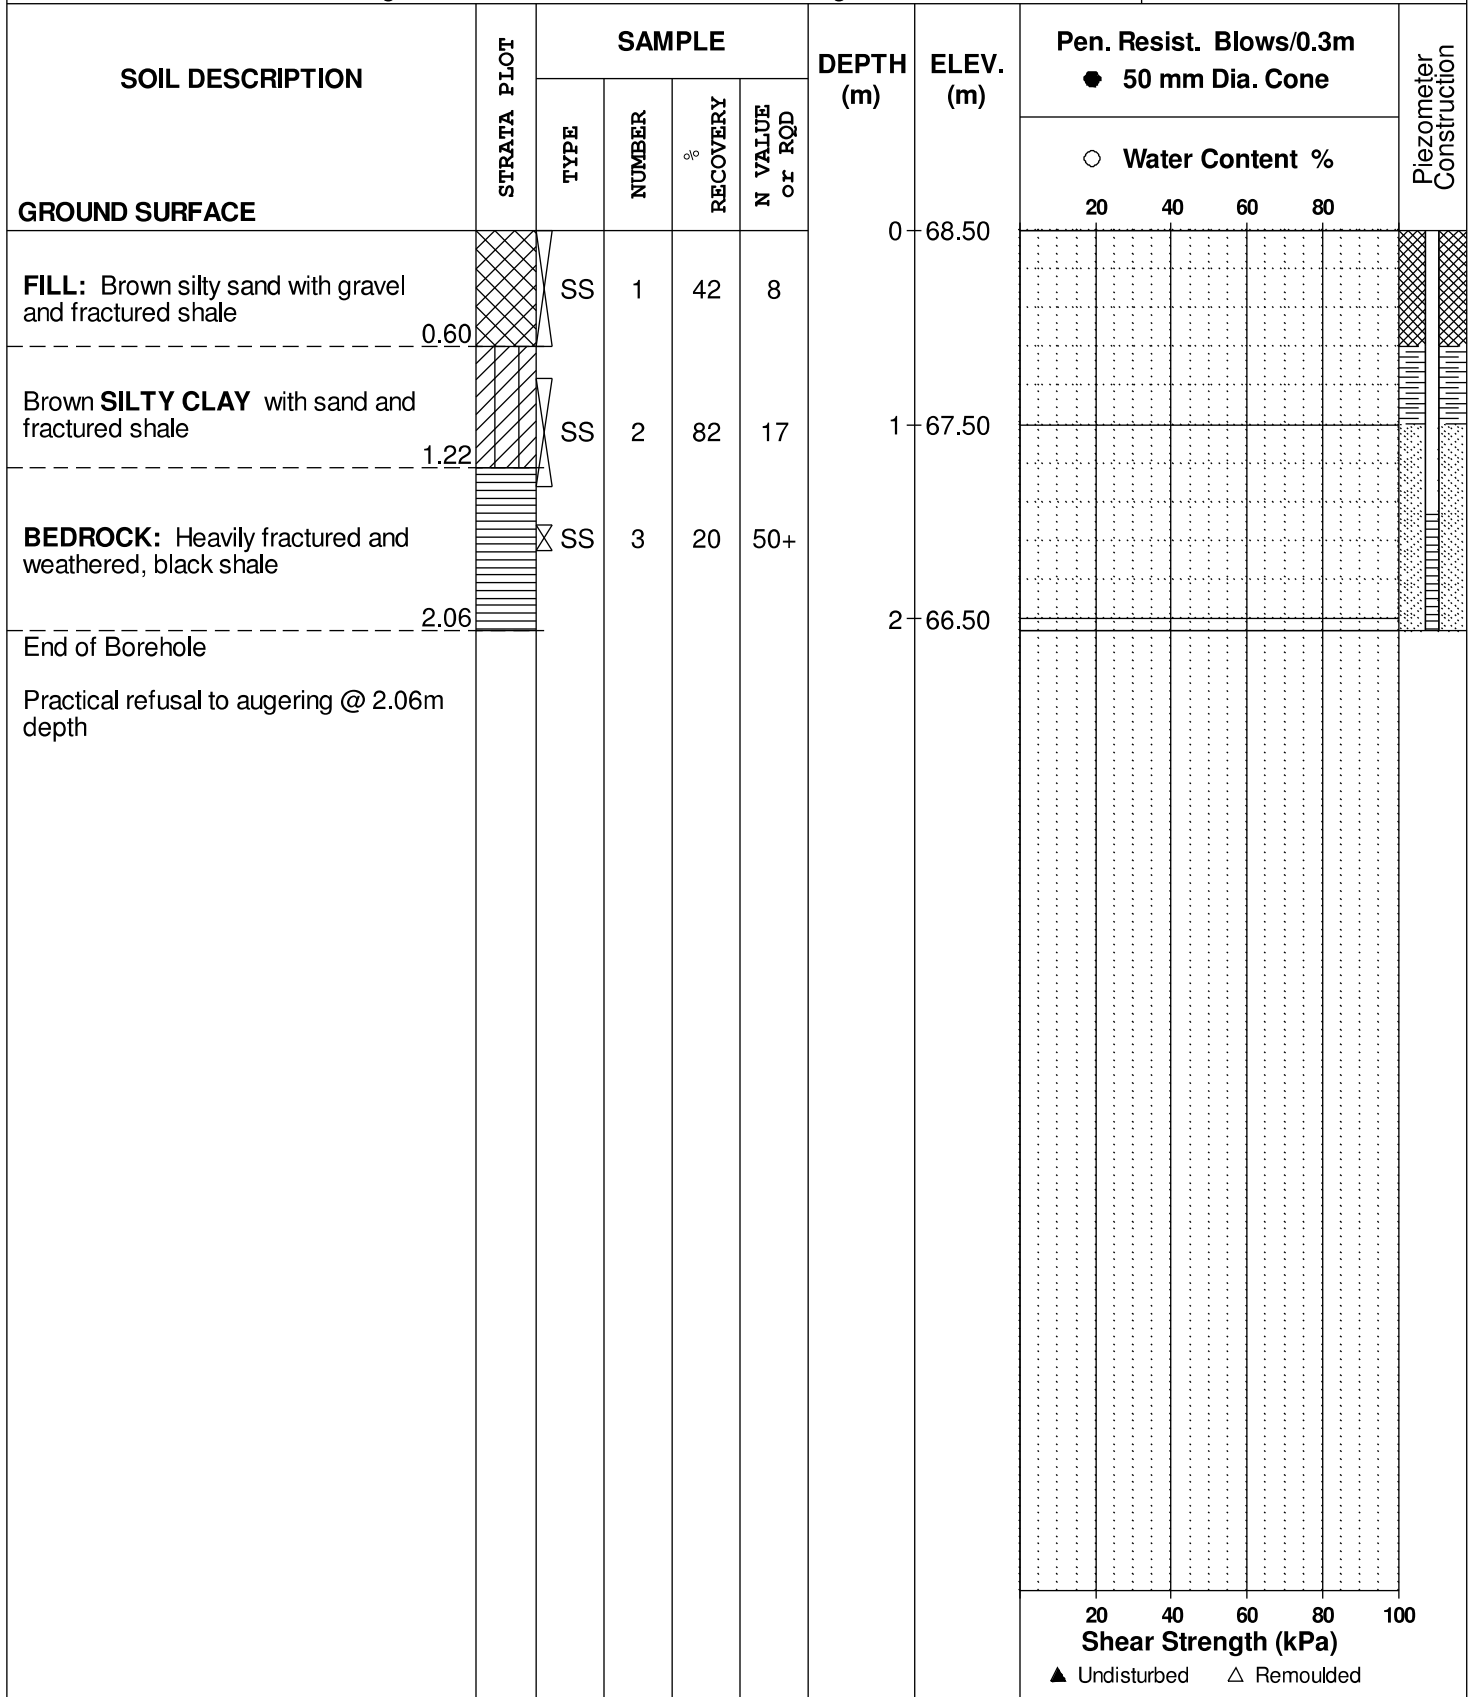 SOIL DESCRIPTION
GROUND SURFACE
STRATA PLOT
SAMPLE
TYPE
NUMBER
% RECOVERY
N VALUE or RQD
DEPTH
(m)
ELEV.
(m)
Pen. Resist. Blows/0.3m
● 50 mm Dia. Cone
○ Water Content %
20 40 60 80
Piezometer
Construction
0 68.50
FILL: Brown silty sand with gravel
and fractured shale
0.60
SS 1 42 8
Brown SILTY CLAY with sand and
fractured shale
1.22
SS 2 82 17
1 67.50
BEDROCK: Heavily fractured and
weathered, black shale
2.06
SS 3 20 50+
2 66.50
End of Borehole
Practical refusal to augering @ 2.06m
depth
20 40 60 80 100
Shear Strength (kPa)
▲ Undisturbed △ Remoulded